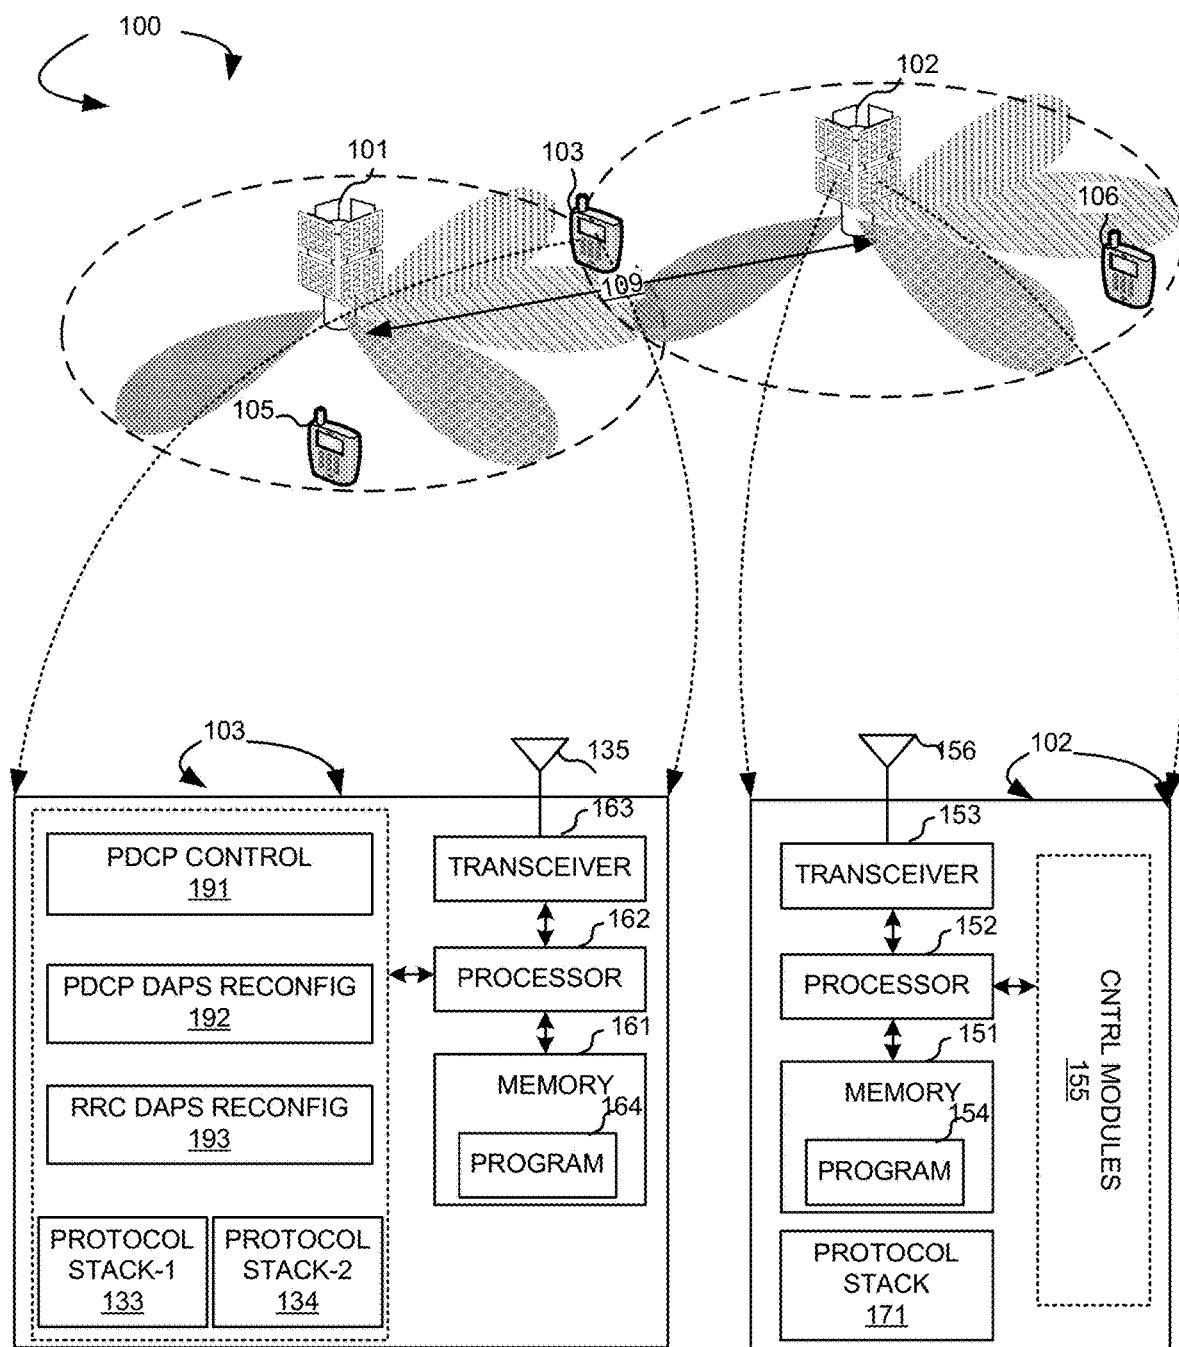 100
102
101
103
106
109
105
103
135
156
102
163
153
PDCP CONTROL
191
TRANSCEIVER
TRANSCEIVER
162
152
PDCP DAPS RECONFIG
192
PROCESSOR
PROCESSOR
161
151
CNTRL MODULES
155
RRC DAPS RECONFIG
193
MEMORY
164
PROGRAM
MEMORY
154
PROGRAM
PROTOCOL
STACK-1
133
PROTOCOL
STACK-2
134
PROTOCOL
STACK
171